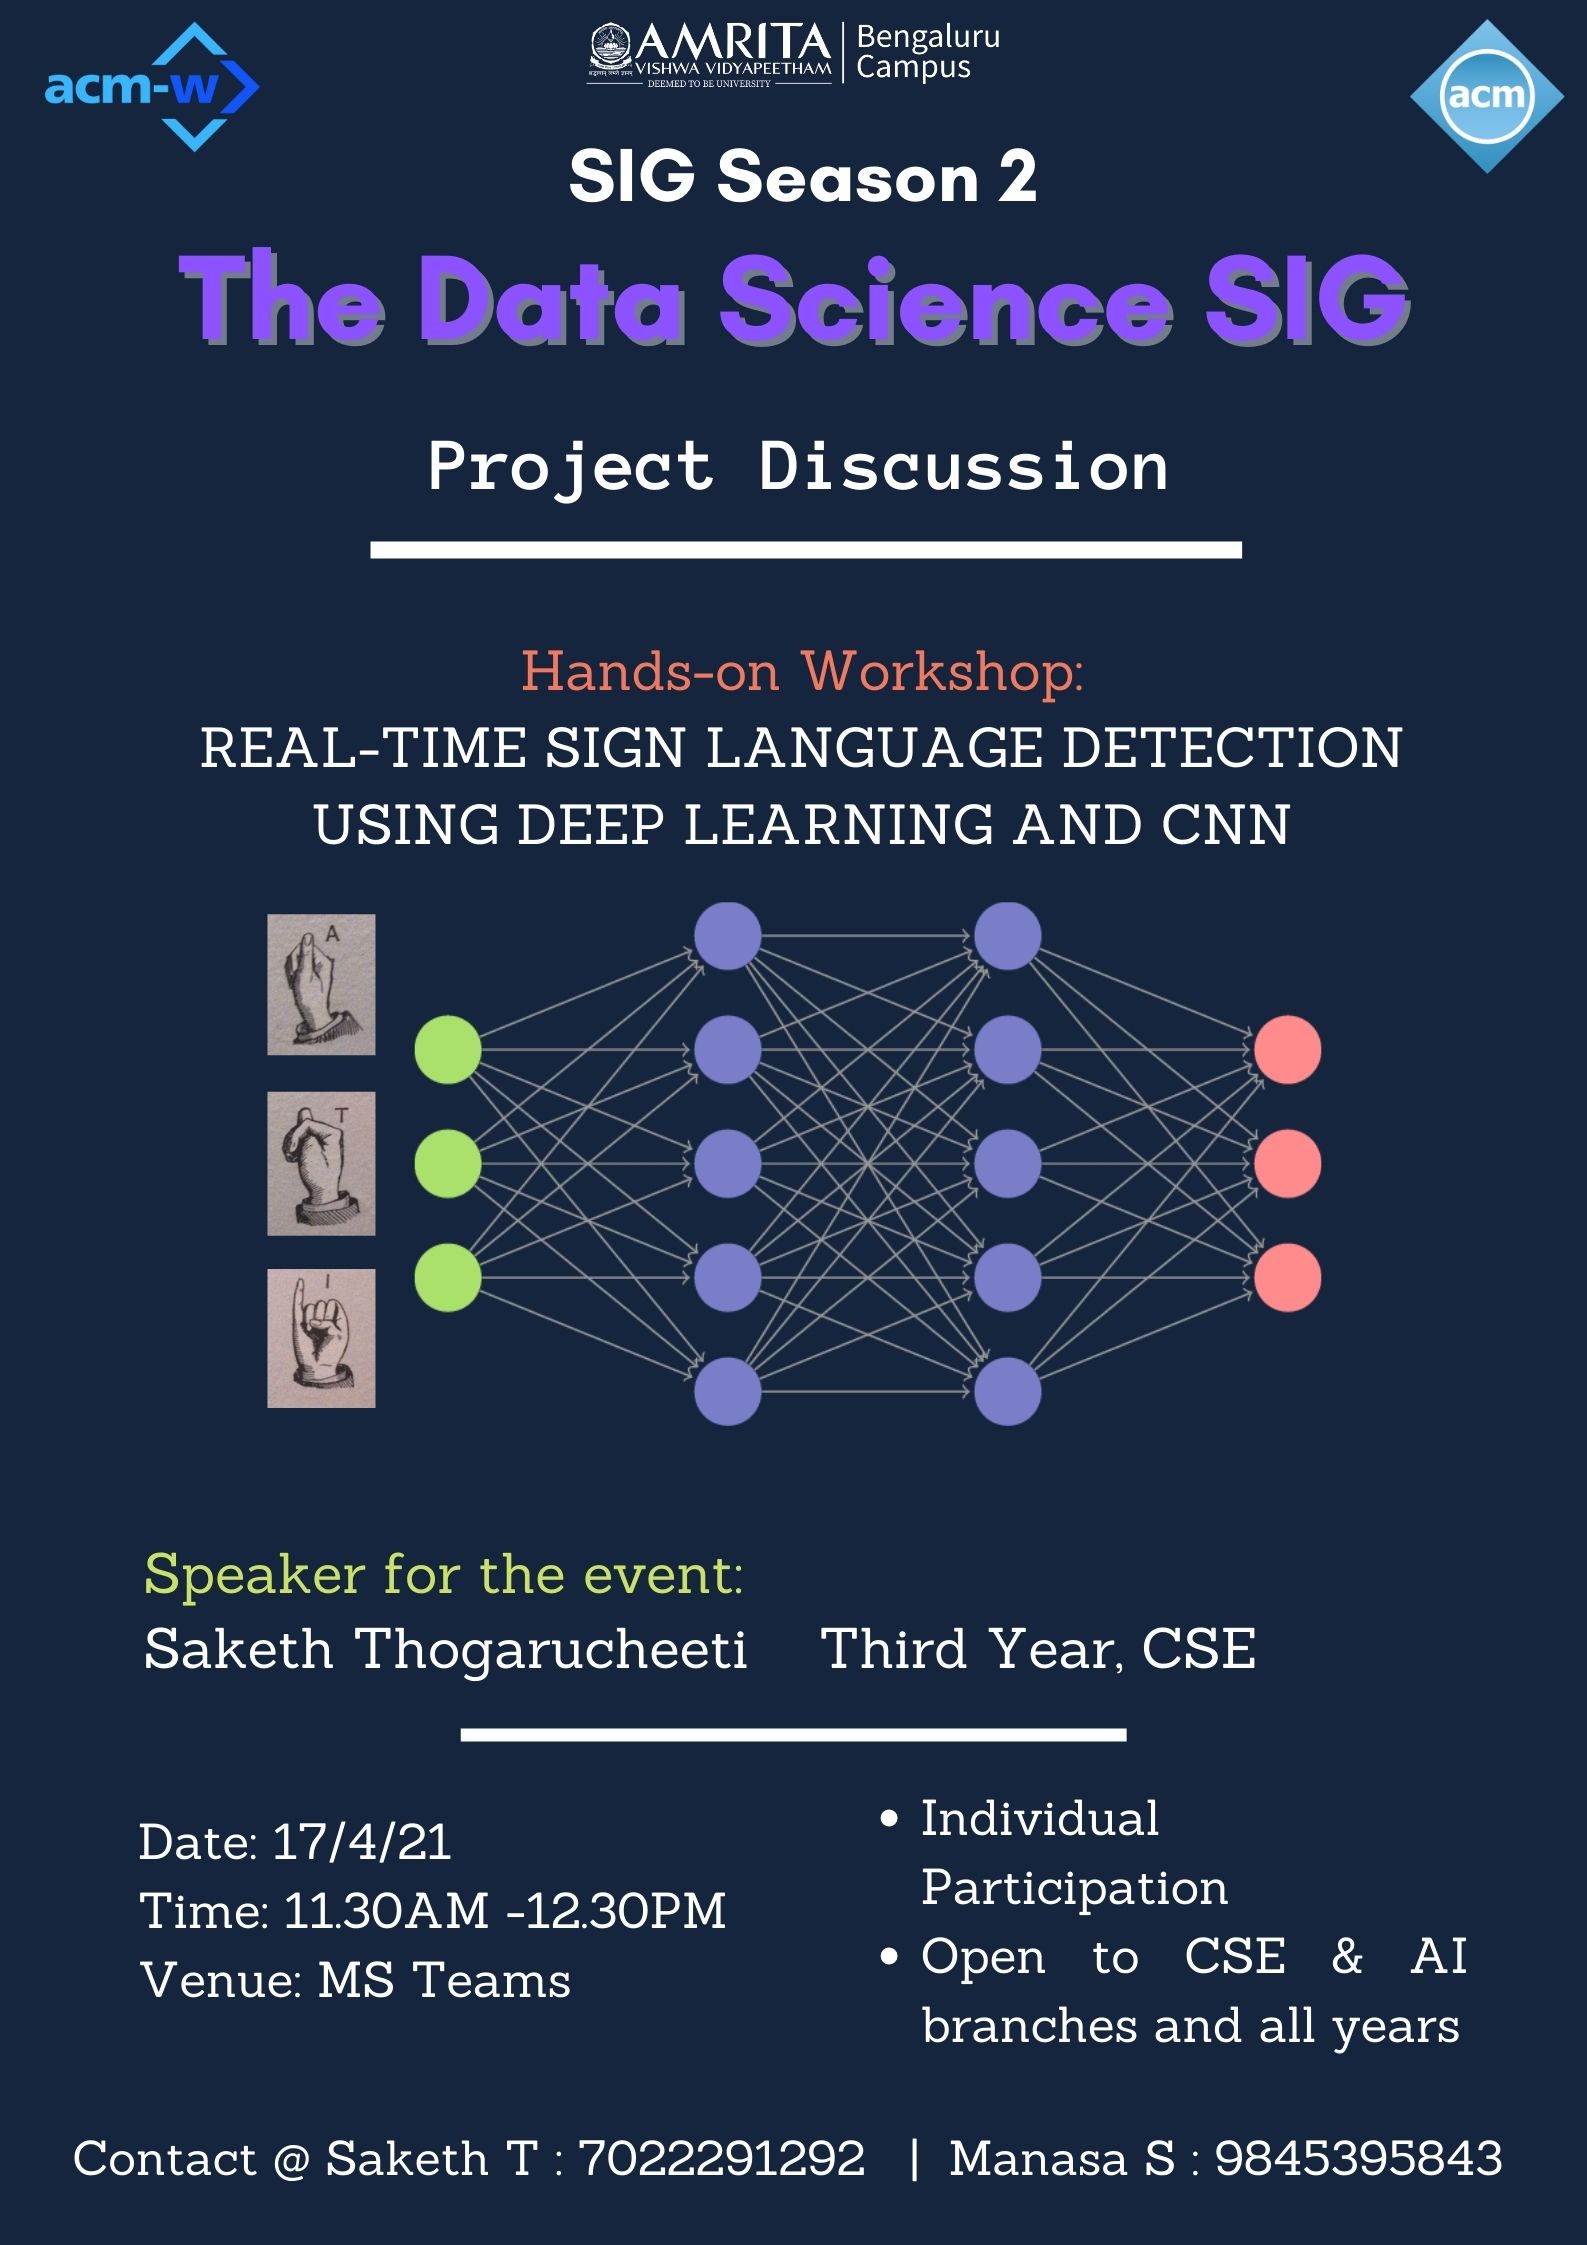 acm-w
AMRITA
VISHWA VIDYAPEETHAM
DEEMED TO BE UNIVERSITY
Bengaluru
Campus
acm
SIG Season 2
The Data Science SIG
Project Discussion
Hands-on Workshop:
REAL-TIME SIGN LANGUAGE DETECTION
USING DEEP LEARNING AND CNN
A
T
I
Speaker for the event:
Saketh Thogarucheeti Third Year, CSE
Date: 17/4/21
Time: 11.30AM -12.30PM
Venue: MS Teams
• Individual
Participation
• Open to CSE & AI
branches and all years
Contact @ Saketh T : 7022291292 | Manasa S : 9845395843